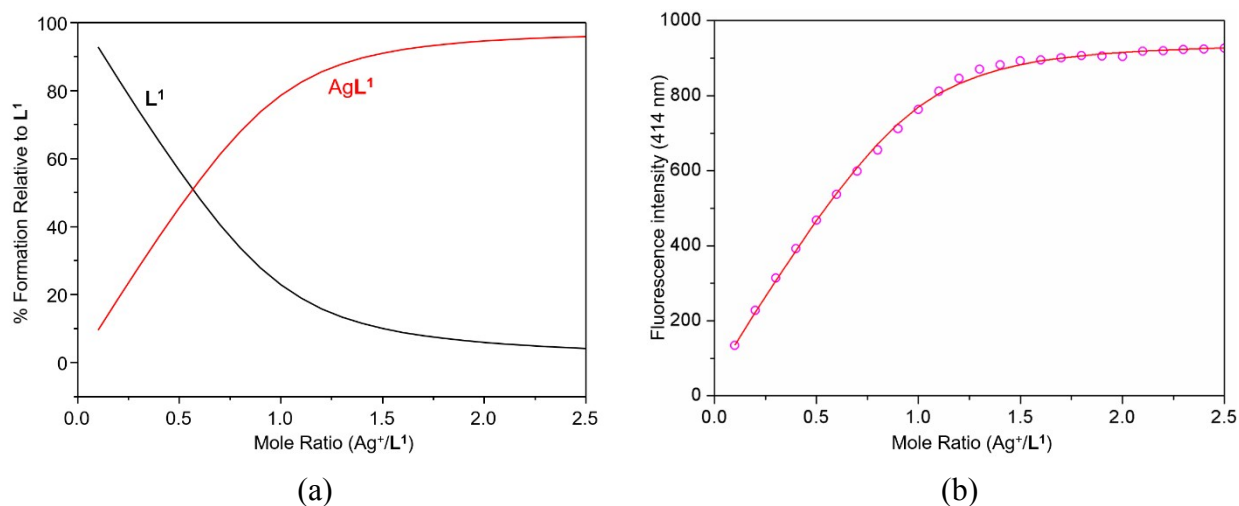 100
80
60
40
20
0
% Formation Relative to L¹
L¹
AgL¹
0.0 0.5 1.0 1.5 2.0 2.5
Mole Ratio (Ag⁺/L¹)
(a)
1000
800
600
400
200
0
Fluorescence intensity (414 nm)
0.0 0.5 1.0 1.5 2.0 2.5
Mole Ratio (Ag⁺/L¹)
(b)